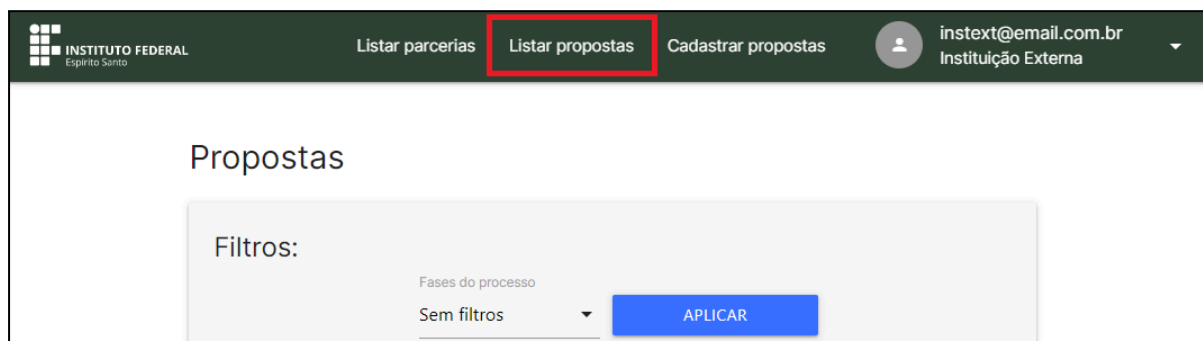 INSTITUTO FEDERAL
Espírito Santo
Listar parcerias
Listar propostas
Cadastrar propostas
instext@email.com.br
Instituição Externa
Propostas
Filtros:
Fases do processo
Sem filtros
APLICAR